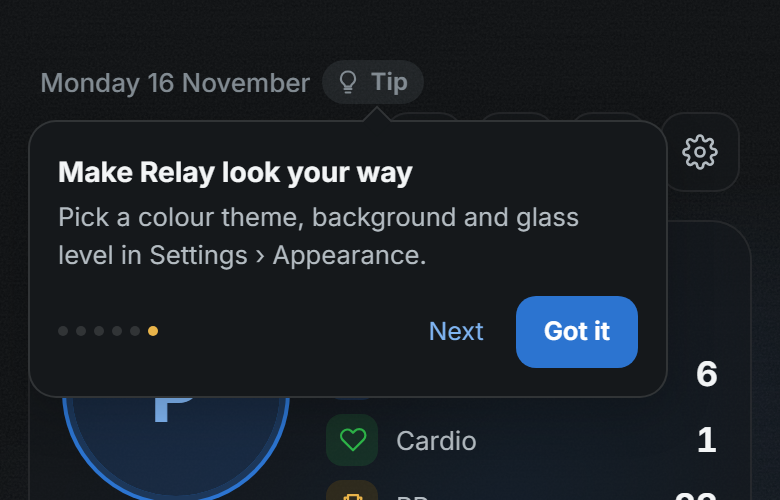 Monday 16 November
Tip
Make Relay look your way
Pick a colour theme, background and glass
level in Settings › Appearance.
Next
Got it
6
Cardio
1